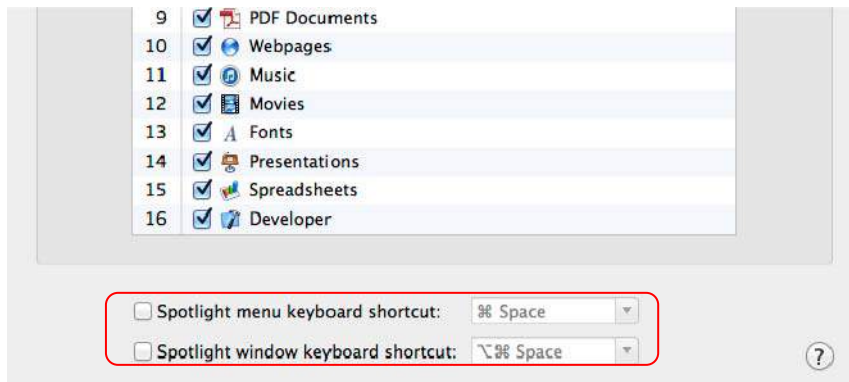 9 PDF Documents
10 Webpages
11 Music
12 Movies
13 Fonts
14 Presentations
15 Spreadsheets
16 Developer
Spotlight menu keyboard shortcut: ⌘ Space
Spotlight window keyboard shortcut: ⌥⌘ Space
?